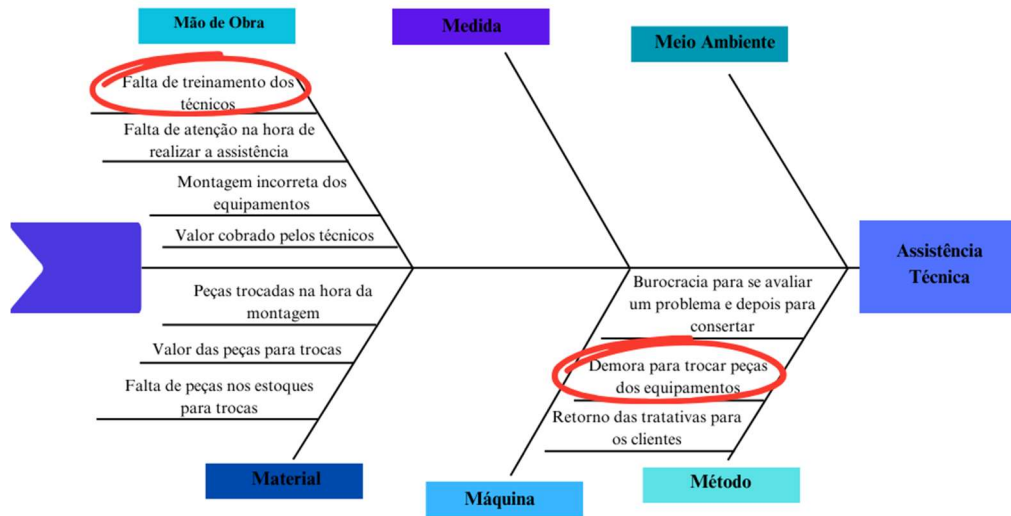 Mão de Obra
Medida
Meio Ambiente
Falta de treinamento dos
técnicos
Falta de atenção na hora de
realizar a assistência
Montagem incorreta dos
equipamentos
Valor cobrado pelos técnicos
Assistência
Técnica
Peças trocadas na hora da
montagem
Valor das peças para trocas
Falta de peças nos estoques
para trocas
Burocracia para se avaliar
um problema e depois para
consertar
Demora para trocar peças
dos equipamentos
Retorno das tratativas para
os clientes
Material
Máquina
Método